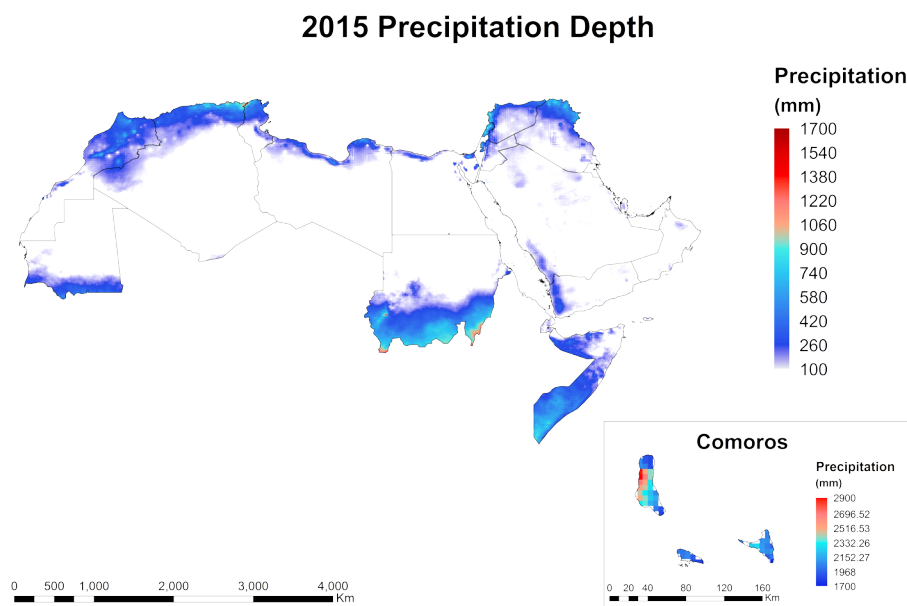 2015 Precipitation Depth
Precipitation
(mm)
1700
1540
1380
1220
1060
900
740
580
420
260
100
Comoros
Precipitation
(mm)
2900
2696.52
2516.53
2332.26
2152.27
1968
1700
0 500 1,000 2,000 3,000 4,000
Km
0 20 40 80 120 160
Km